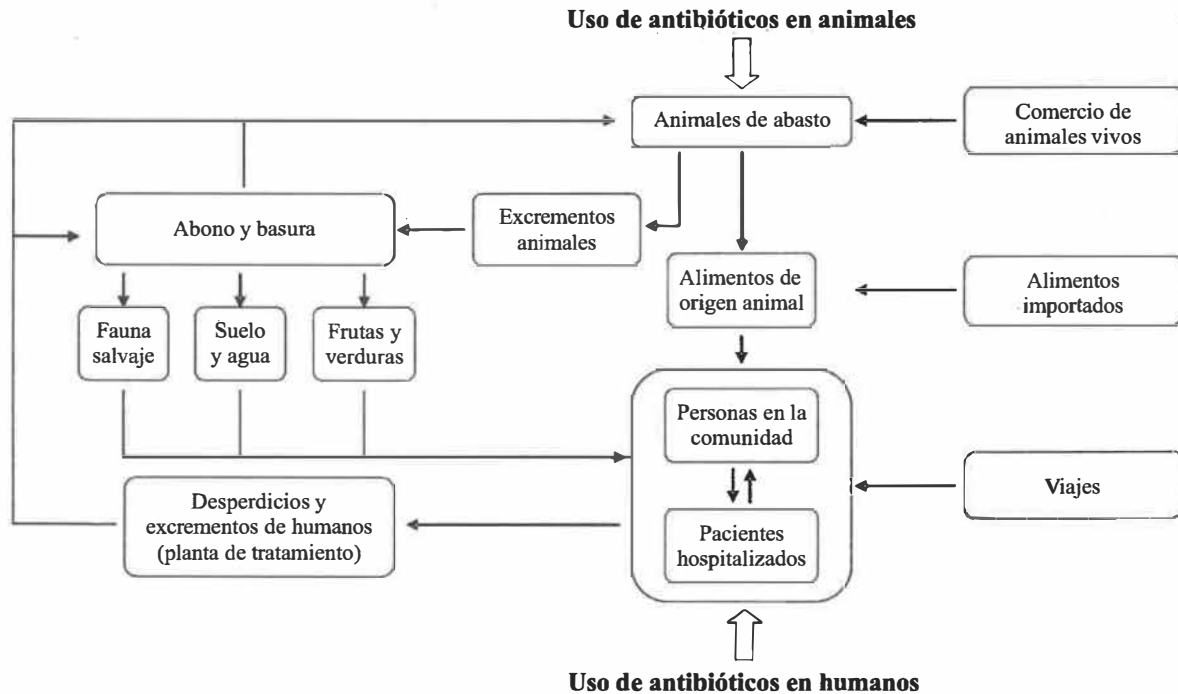 Uso de antibióticos en animales
Animales de abasto
Comercio de
animales vivos
Abono y basura
Excrementos
animales
Alimentos de
origen animal
Alimentos
importados
Fauna
salvaje
Suelo
y agua
Frutas y
verduras
Personas en la
comunidad
Desperdicios y
excrementos de humanos
(planta de tratamiento)
Viajes
Pacientes
hospitalizados
Uso de antibióticos en humanos